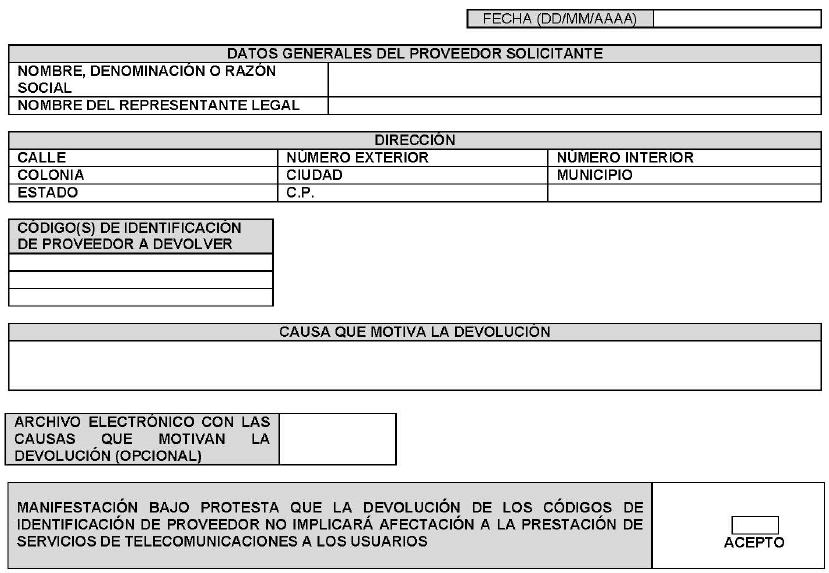 FECHA (DD/MM/AAAA)
DATOS GENERALES DEL PROVEEDOR SOLICITANTE
NOMBRE, DENOMINACIÓN O RAZÓN
SOCIAL
NOMBRE DEL REPRESENTANTE LEGAL
DIRECCIÓN
CALLE NÚMERO EXTERIOR NÚMERO INTERIOR
COLONIA CIUDAD MUNICIPIO
ESTADO C.P.
CÓDIGO(S) DE IDENTIFICACIÓN
DE PROVEEDOR A DEVOLVER
CAUSA QUE MOTIVA LA DEVOLUCIÓN
ARCHIVO ELECTRÓNICO CON LAS
CAUSAS QUE MOTIVAN LA
DEVOLUCIÓN (OPCIONAL)
MANIFESTACIÓN BAJO PROTESTA QUE LA DEVOLUCIÓN DE LOS CÓDIGOS DE
IDENTIFICACIÓN DE PROVEEDOR NO IMPLICARÁ AFECTACIÓN A LA PRESTACIÓN DE
SERVICIOS DE TELECOMUNICACIONES A LOS USUARIOS
ACEPTO